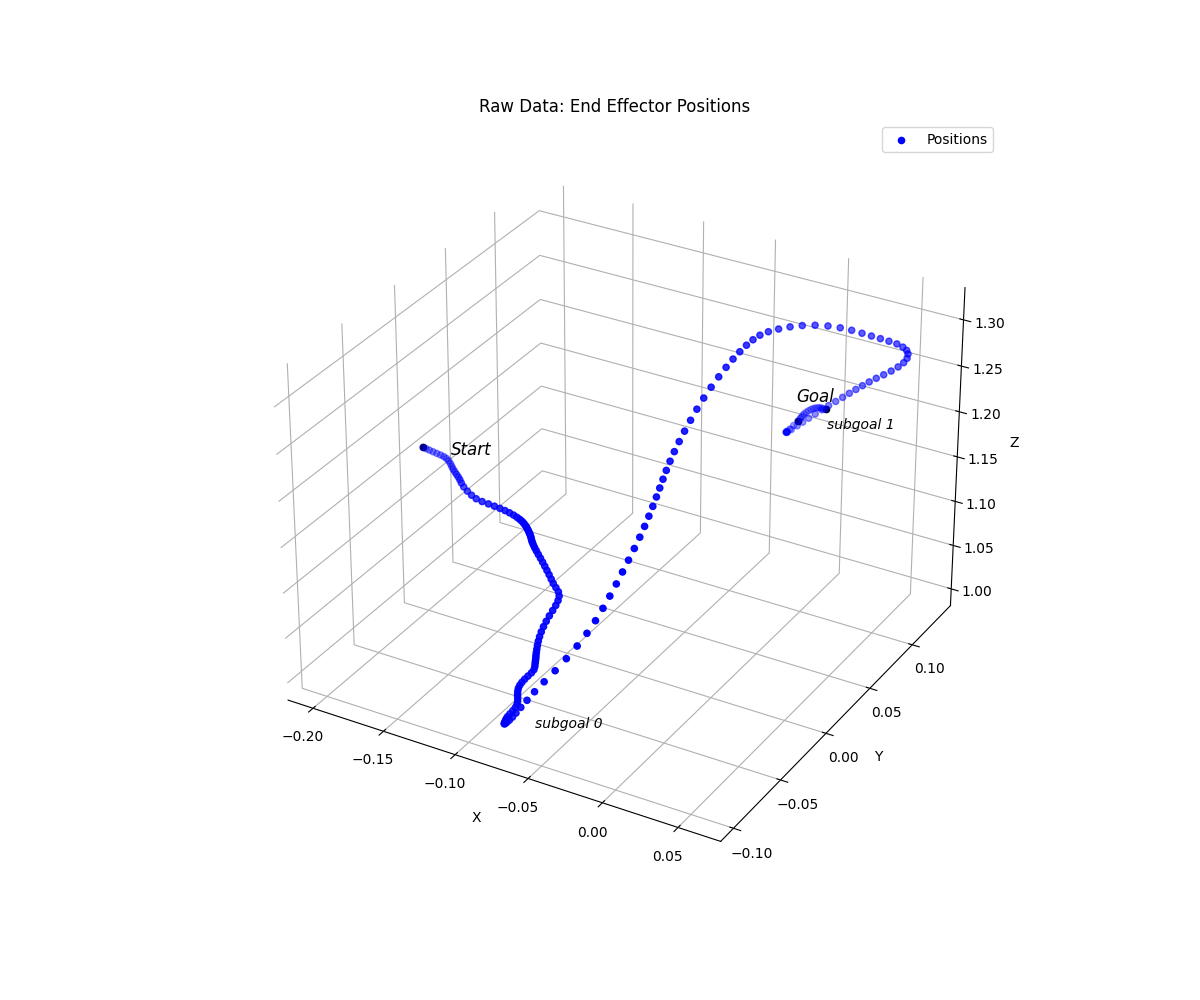 Raw Data: End Effector Positions
Positions
1.30
1.25
1.20
1.15
1.10
1.05
1.00
Z
Goal
subgoal 1
Start
subgoal 0
0.10
0.05
0.00
Y
−0.05
−0.10
−0.20
−0.15
−0.10
−0.05
0.00
0.05
X